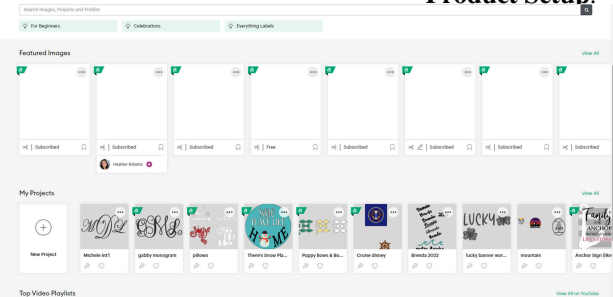 Product Setup.
Search Images, Projects and Profiles
For Beginners
Celebrations
Everything Labels
Featured Images
View All
Subscribed
Subscribed
Subscribed
Free
Subscribed
Subscribed
Subscribed
Subscribed
Heather Roberts
My Projects
View All
LUCKY
Family
ANCHOR
New Project
Michele Int'l
gabby monogram
pillows
There's Snow Pla...
Puppy Bows & Bo...
Cruise disney
Brenda 2022
lucky banner wor...
mountain
Anchor Sign (like
Top Video Playlists
View All on YouTube